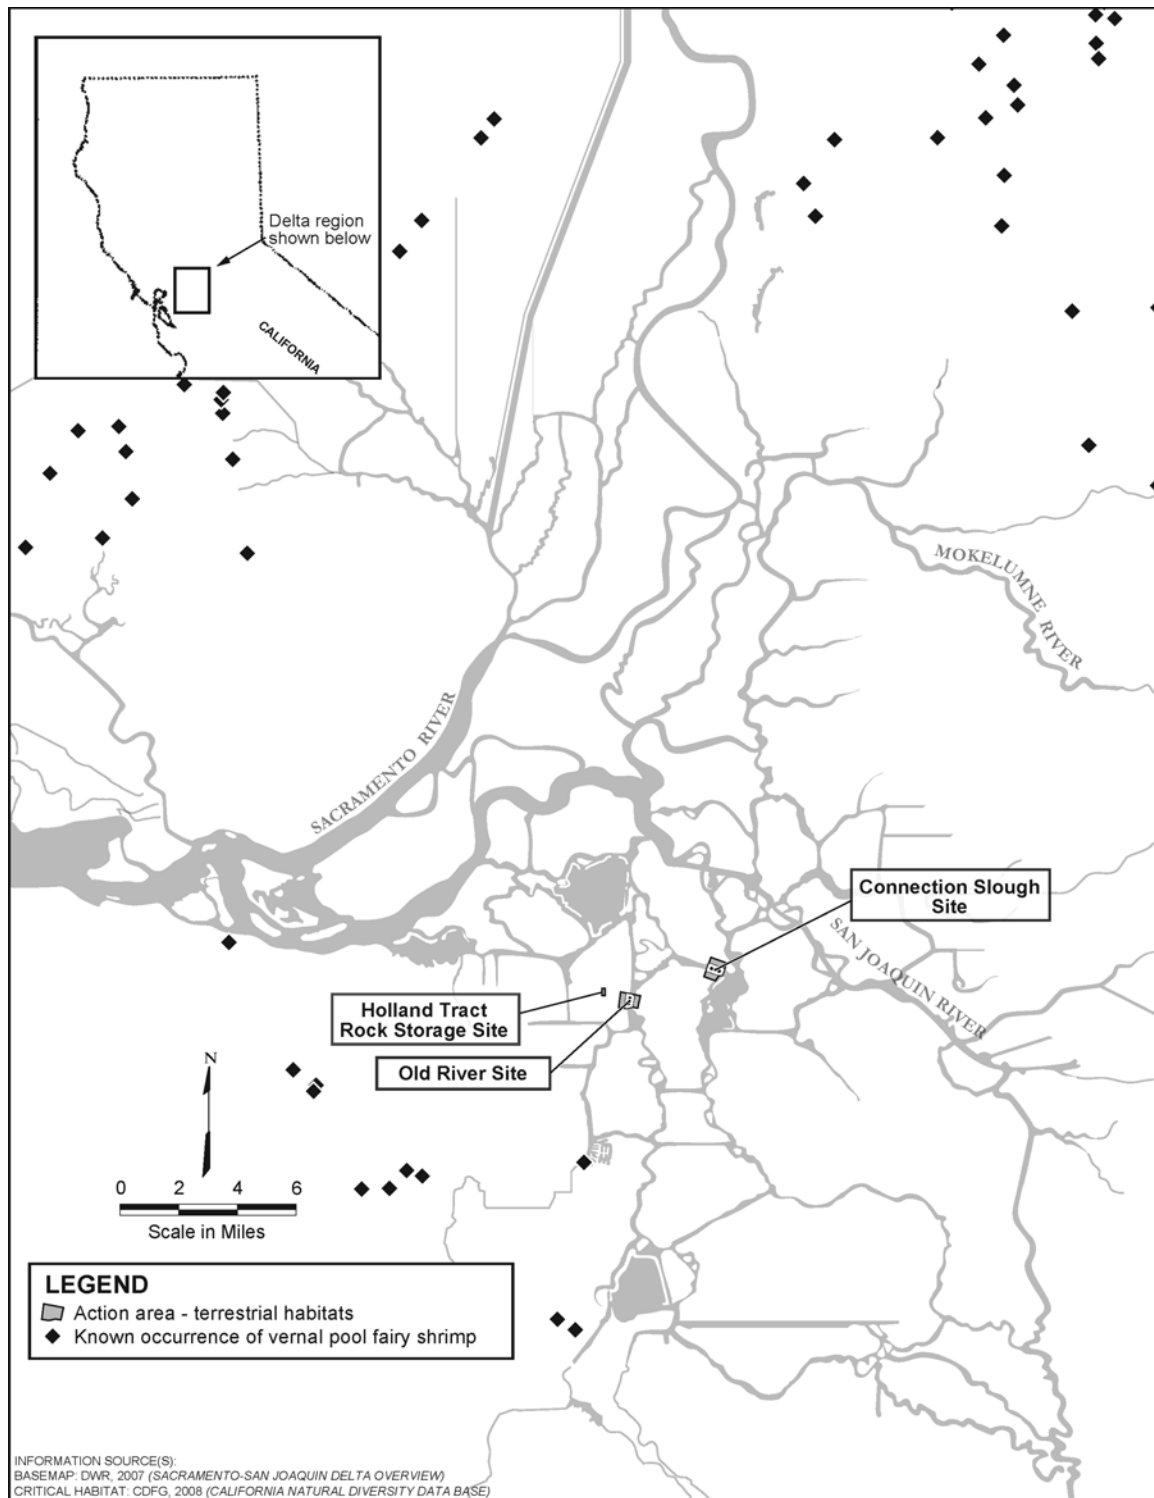 Delta region
shown below
CALIFORNIA
MOKELUMNE RIVER
SACRAMENTO RIVER
Connection Slough
Site
SAN JOAQUIN RIVER
Holland Tract
Rock Storage Site
Old River Site
N
0 2 4 6
Scale in Miles
LEGEND
Action area - terrestrial habitats
Known occurrence of vernal pool fairy shrimp
INFORMATION SOURCE(S):
BASEMAP: DWR, 2007 (SACRAMENTO-SAN JOAQUIN DELTA OVERVIEW)
CRITICAL HABITAT: CDFG, 2008 (CALIFORNIA NATURAL DIVERSITY DATA BASE)